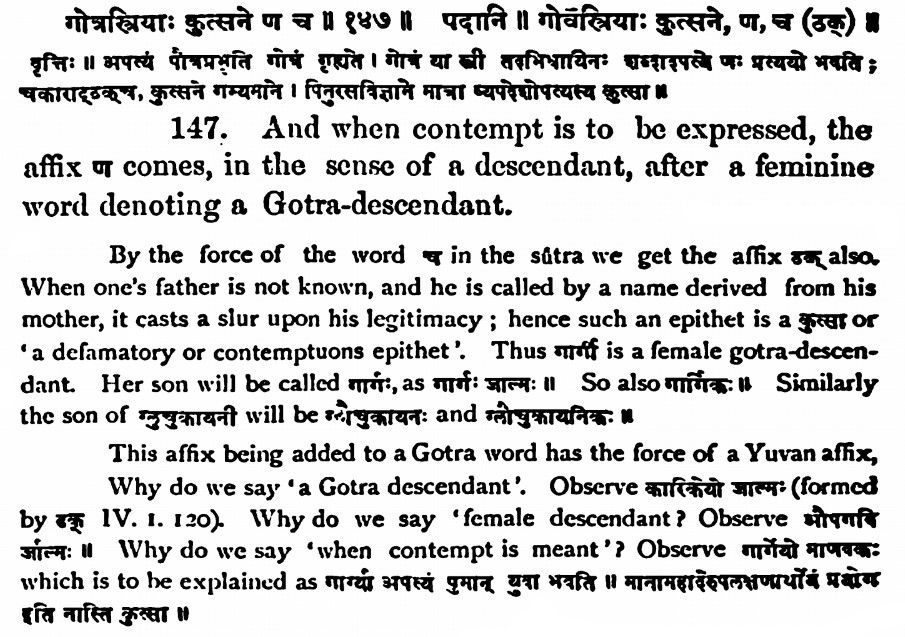 गोत्रस्त्रियाः कुत्सने ण च ॥ १४७ ॥ पदानि ॥ गोत्रस्त्रियाः कुत्सने, ण, च (ठक्) ॥
वृत्तिः ॥ अपत्यं पौत्रप्रभृति गोत्रं गृह्यते । गोत्रं या स्त्री तदभिधायिनः शब्दादपत्ये णः प्रत्ययो भवति ;
चकाराद्ठक्च, कुत्सने गम्यमाने । पितुरसंविज्ञाने मात्रा व्यपदेशोपत्यस्य कुत्सा ॥
147. And when contempt is to be expressed, the
affix ण comes, in the sense of a descendant, after a feminine
word denoting a Gotra-descendant.
By the force of the word च in the sûtra we get the affix ठक् also.
When one's father is not known, and he is called by a name derived from his
mother, it casts a slur upon his legitimacy ; hence such an epithet is a कुत्सा or
'a defamatory or contemptuons epithet'. Thus गार्गी is a female gotra-descen-
dant. Her son will be called गार्गः, as गार्गः जाल्मः ॥ So also गार्गिकः ॥ Similarly
the son of ग्लुचुकायनी will be ग्लौचुकायनः and ग्लौचुकायनिकः ॥
This affix being added to a Gotra word has the force of a Yuvan affix,
Why do we say 'a Gotra descendant'. Observe कारिकेयो जाल्मः (formed
by ढक् IV. 1. 120). Why do we say 'female descendant? Observe औपगवि
र्जाल्मः ॥ Why do we say 'when contempt is meant'? Observe गार्गेयो माणवकः
which is to be explained as गार्ग्या अपत्यं पुमान् युवा भवति ॥ मातामहादेरुपलक्षणार्थोयं प्रयोग
इति नास्ति कुत्सा ॥